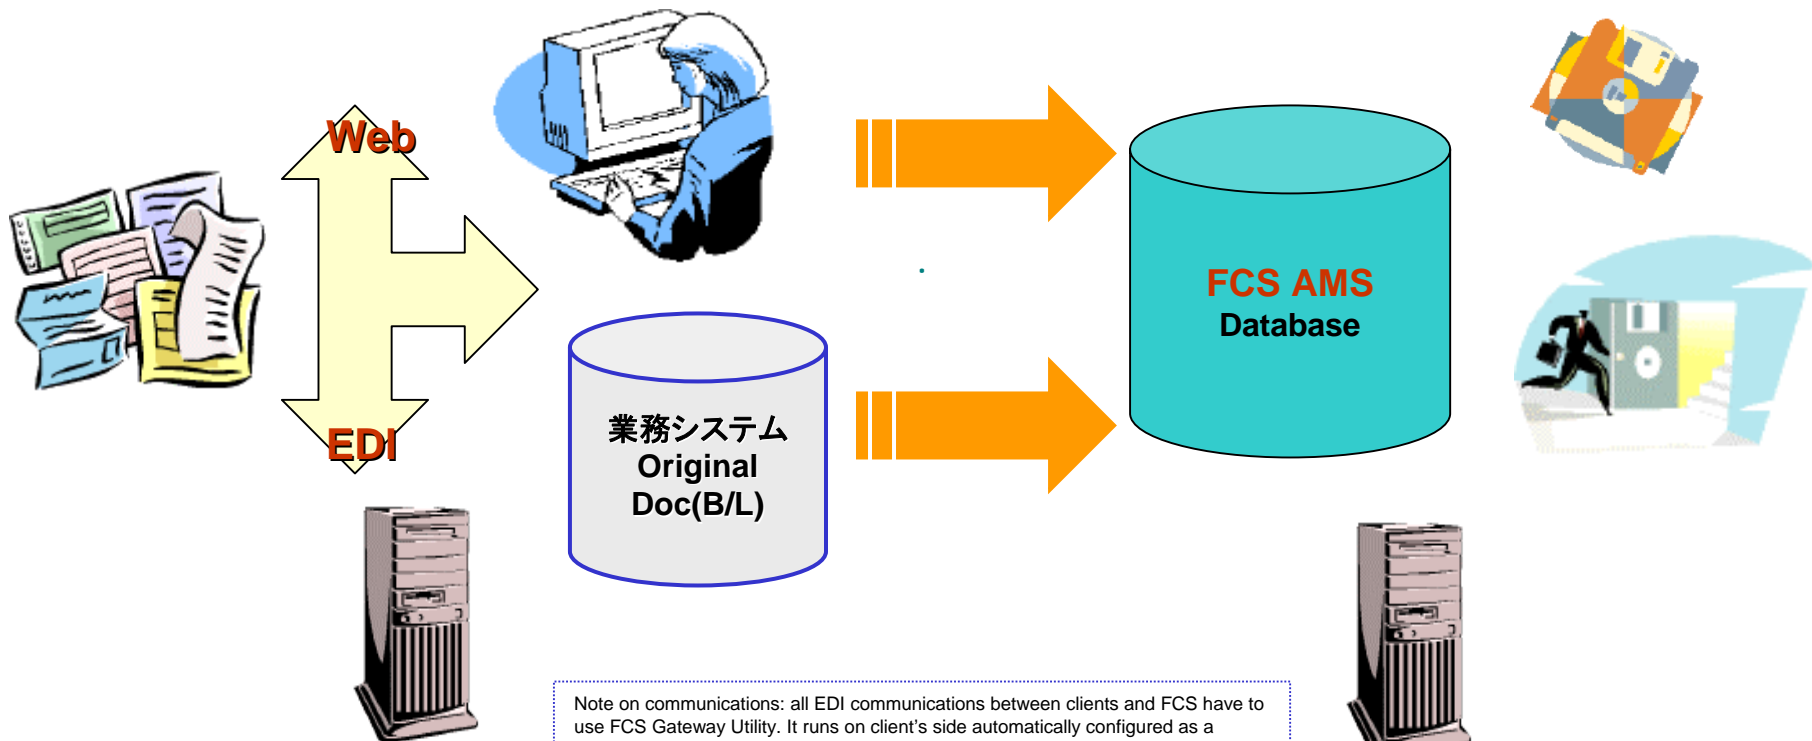 Web
EDI
業務システム
Original
Doc(B/L)
FCS AMS
Database
Note on communications: all EDI communications between clients and FCS have to
use FCS Gateway Utility. It runs on client's side automatically configured as a